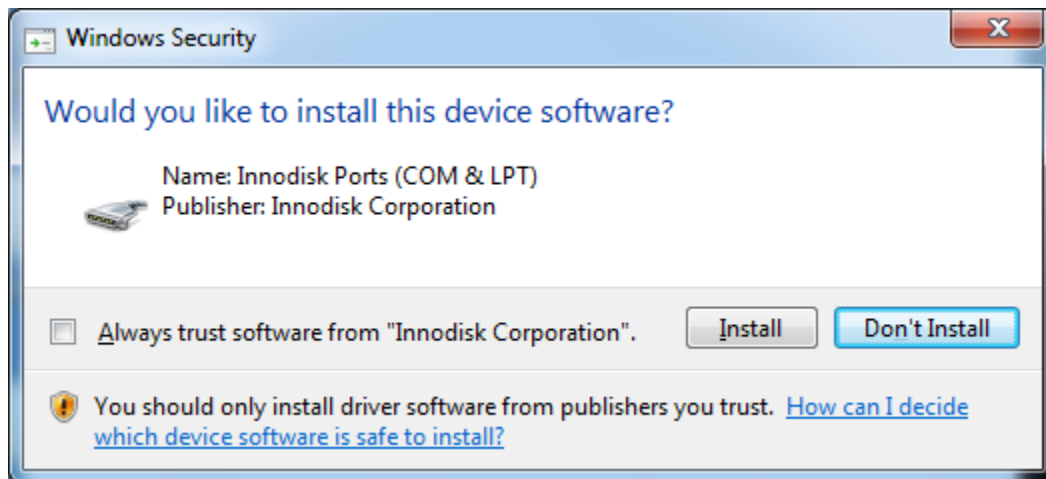 Windows Security
Would you like to install this device software?
Name: Innodisk Ports (COM & LPT)
Publisher: Innodisk Corporation
Always trust software from "Innodisk Corporation".
Install
Don't Install
You should only install driver software from publishers you trust. How can I decide
which device software is safe to install?